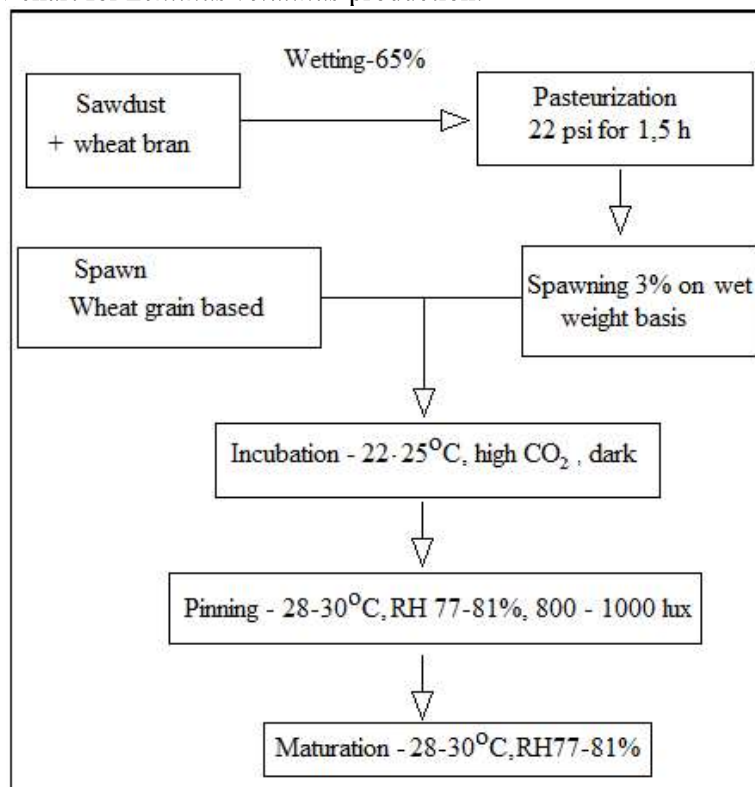 Wetting-65%
Sawdust
+ wheat bran
Pasteurization
22 psi for 1,5 h
Spawn
Wheat grain based
Spawning 3% on wet
weight basis
Incubation - 22-25°C, high CO₂ , dark
Pinning - 28-30°C, RH 77-81%, 800 - 1000 lux
Maturation - 28-30°C, RH77-81%